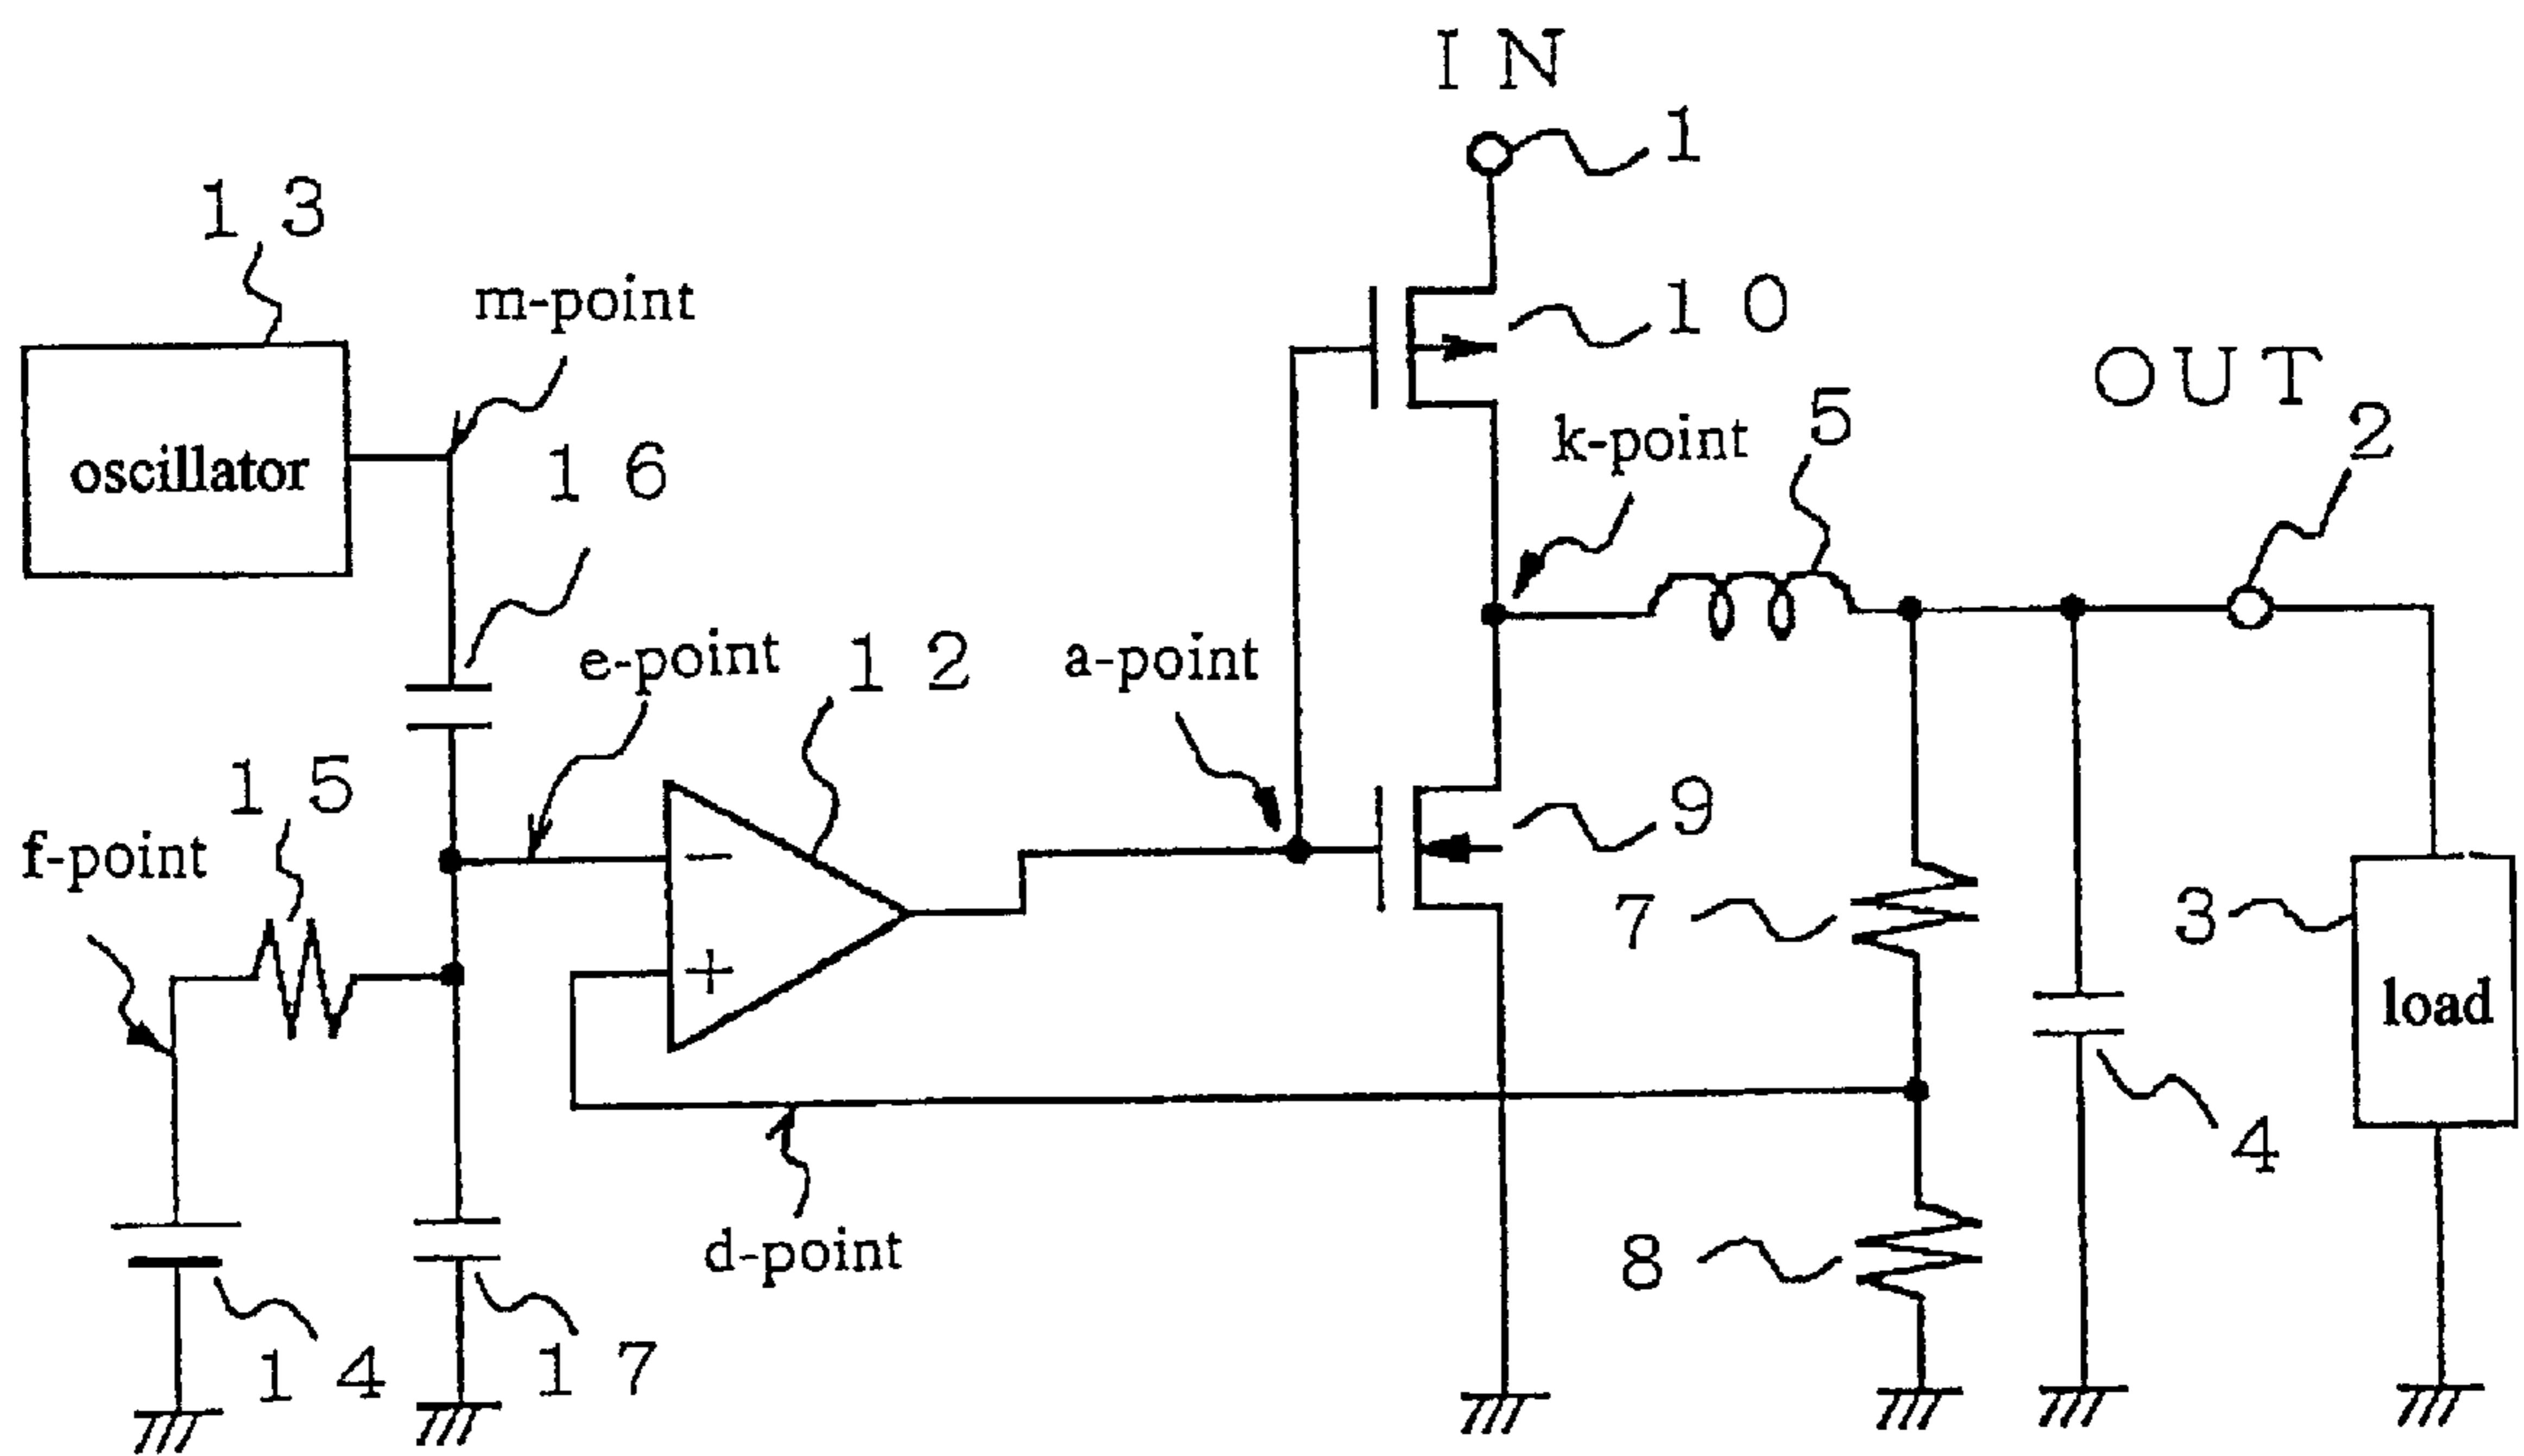 IN
1
13
m-point
10
OUT
k-point
5
2
oscillator
16
e-point
12
a-point
15
9
f-point
-
7
3
+
load
d-point
4
8
14
17